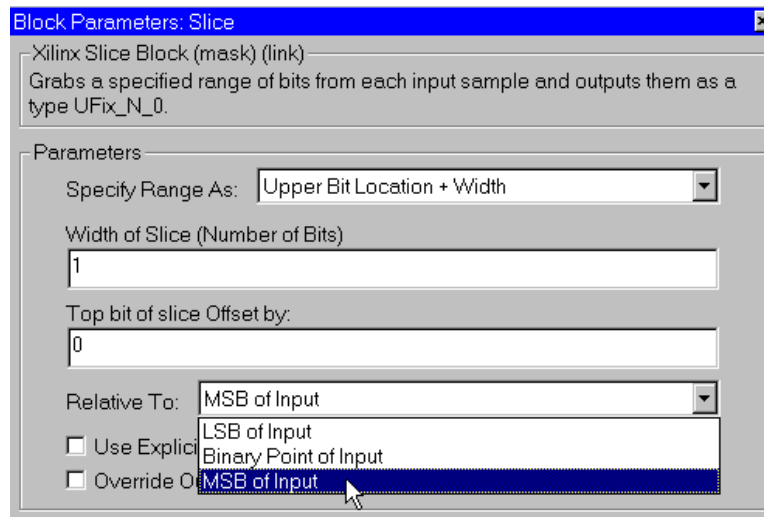 Block Parameters: Slice
Xilinx Slice Block (mask) (link)
Grabs a specified range of bits from each input sample and outputs them as a
type UFix_N_0.
Parameters
Specify Range As: Upper Bit Location + Width
Width of Slice (Number of Bits)
1
Top bit of slice Offset by:
0
Relative To: MSB of Input
LSB of Input
Use Explici Binary Point of Input
Override O MSB of Input